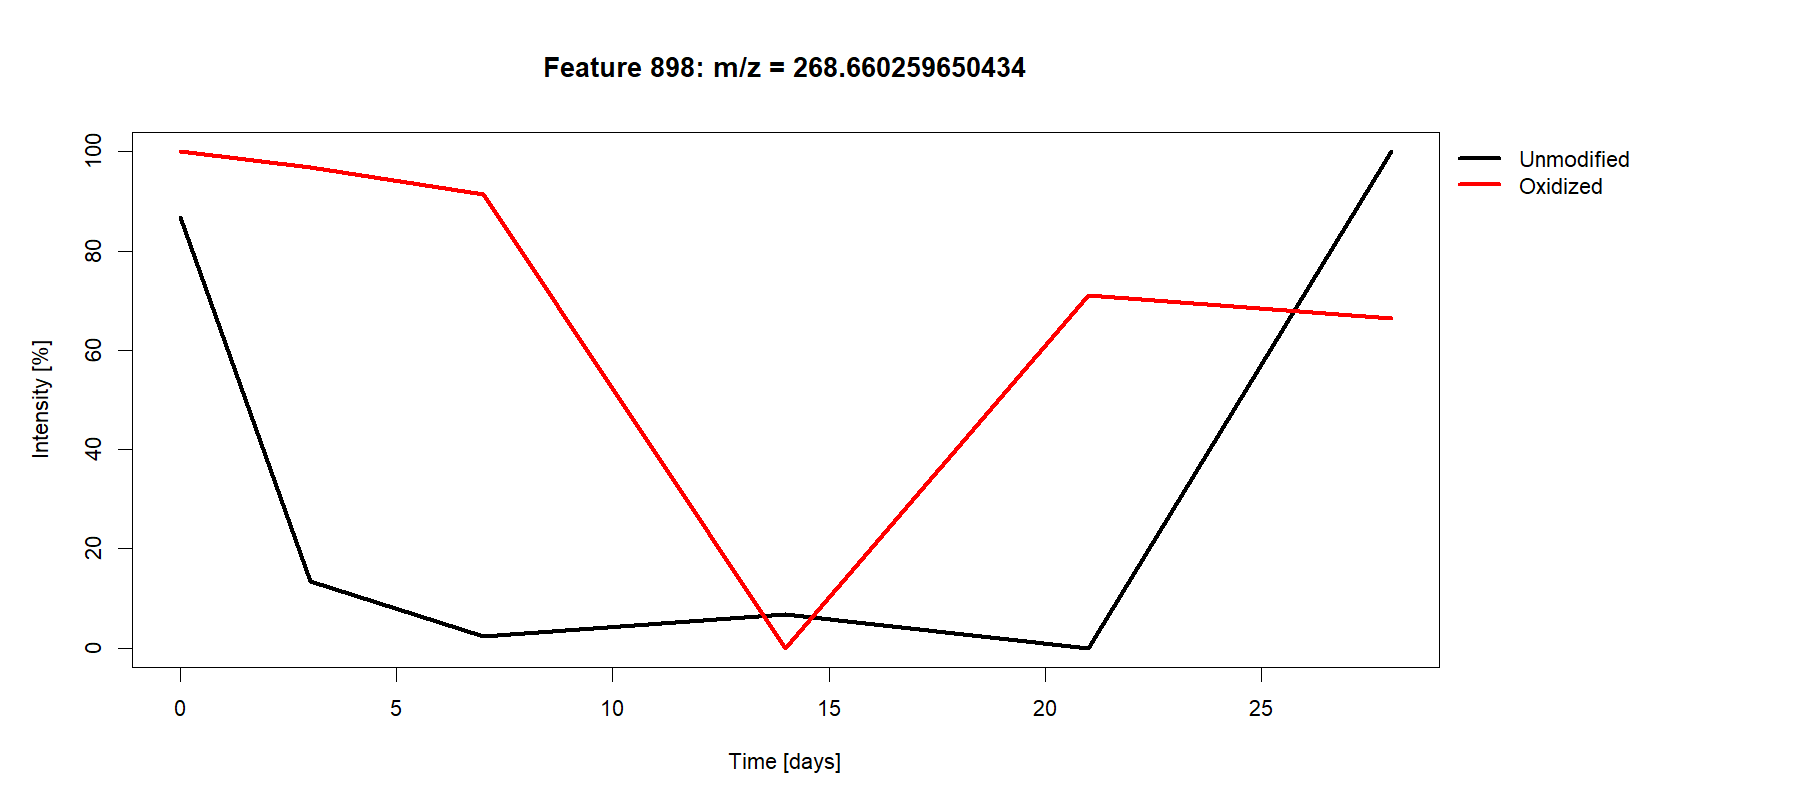 Feature 898: m/z = 268.660259650434
Unmodified
Oxidized
Intensity [%]
100
80
60
40
20
0
0 5 10 15 20 25
Time [days]